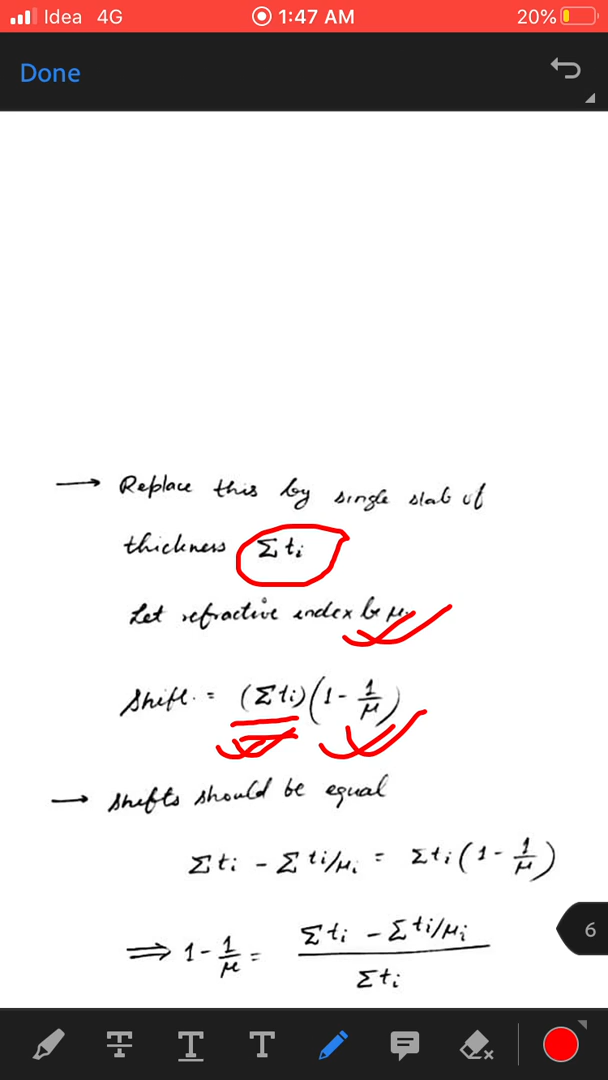 Idea 4G 1:47 AM 20%
Done
→ Replace this by single slab of
thickness Σti
Let refractive index be μ
Shift = (Σti)(1 - 1/μ)
→ shifts should be equal
Σti - Σti/μi = Σti(1 - 1/μ)
⟹ 1 - 1/μ = (Σti - Σti/μi)/Σti
6
T T T